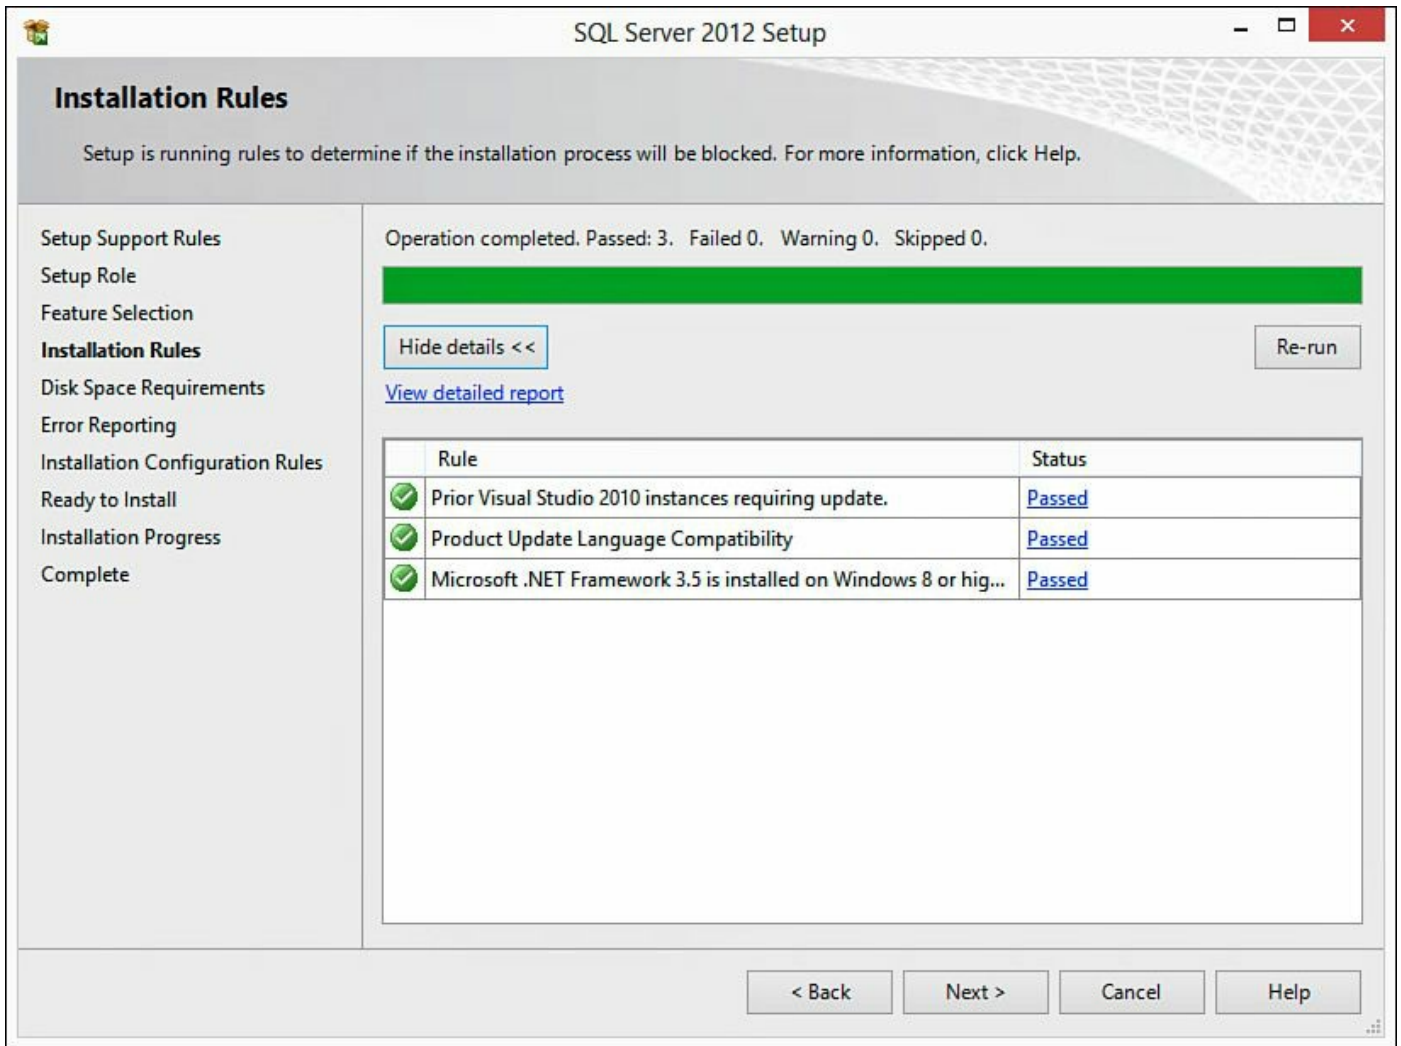 SQL Server 2012 Setup
Installation Rules
Setup is running rules to determine if the installation process will be blocked. For more information, click Help.
Setup Support Rules
Setup Role
Feature Selection
Installation Rules
Disk Space Requirements
Error Reporting
Installation Configuration Rules
Ready to Install
Installation Progress
Complete
Operation completed. Passed: 3.   Failed 0.   Warning 0.   Skipped 0.
Hide details <<
Re-run
View detailed report
Rule Status
Prior Visual Studio 2010 instances requiring update. Passed
Product Update Language Compatibility Passed
Microsoft .NET Framework 3.5 is installed on Windows 8 or hig... Passed
< Back Next > Cancel Help